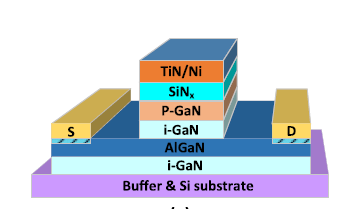 TiN/Ni
SiNx
P-GaN
i-GaN
S
D
AlGaN
i-GaN
Buffer & Si substrate